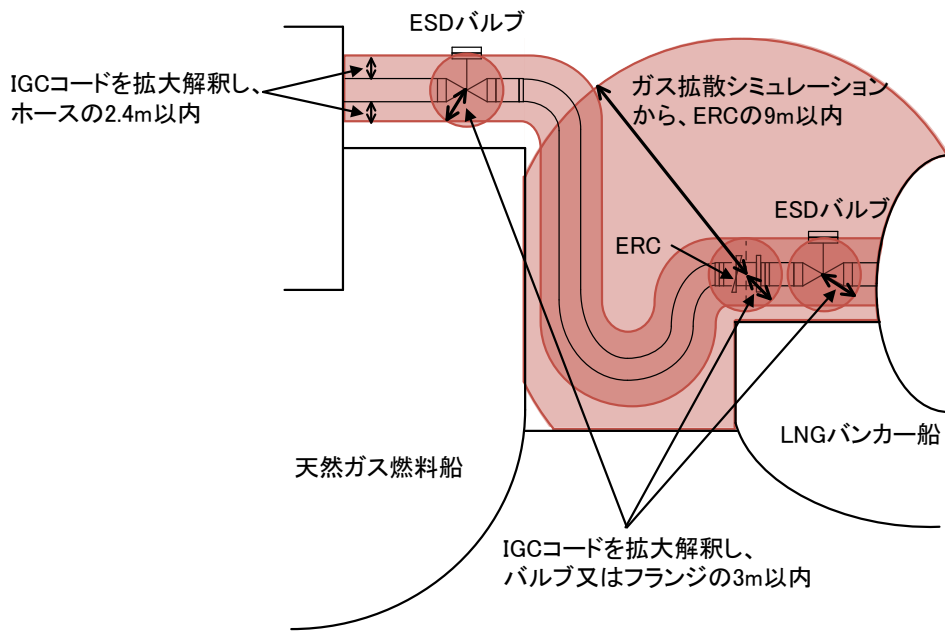 ESDバルブ
IGCコードを拡大解釈し、
ホースの2.4m以内
ガス拡散シミュレーション
から、ERCの9m以内
ESDバルブ
ERC
LNGバンカー船
天然ガス燃料船
IGCコードを拡大解釈し、
バルブ又はフランジの3m以内